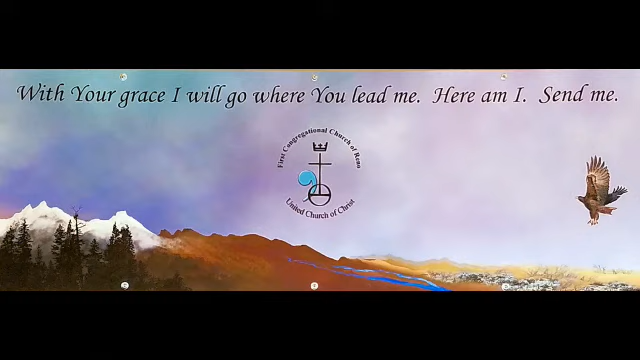 With Your grace I will go where You lead me. Here am I. Send me.
First Congregational Church of Reno
United Church of Christ